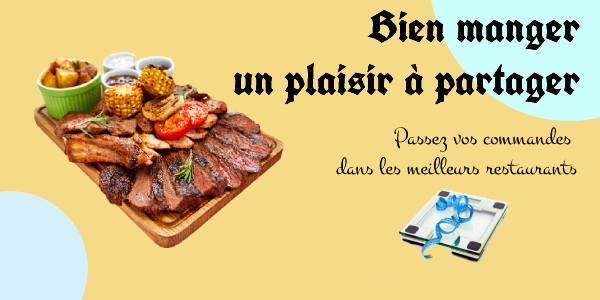 Bien manger
un plaisir à partager
Passez vos commandes
dans les meilleurs restaurants